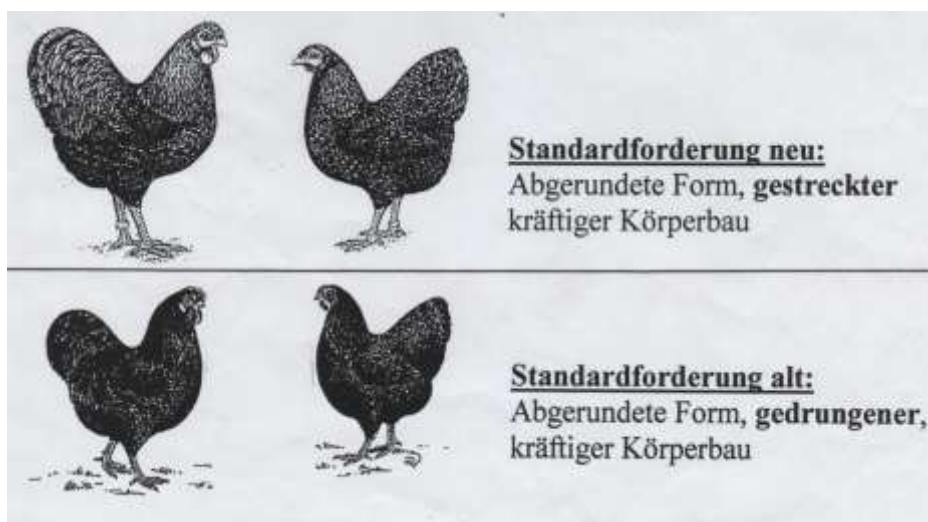 Standardforderung neu:
Abgerundete Form, gestreckter
kräftiger Körperbau
Standardforderung alt:
Abgerundete Form, gedrungener,
kräftiger Körperbau